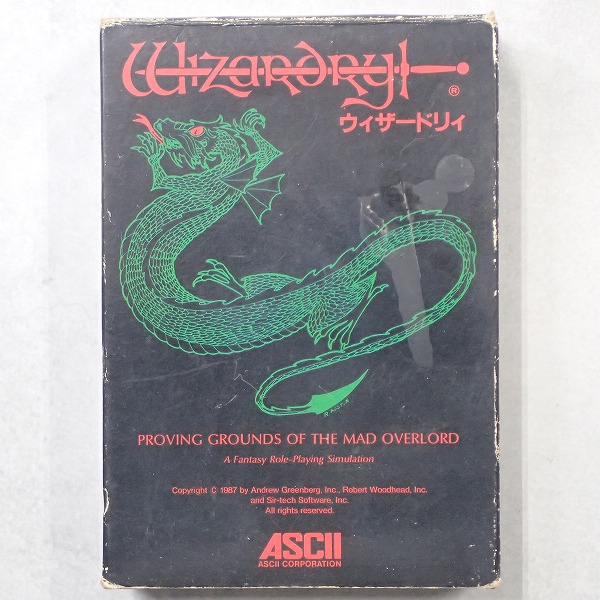 Wizardry
®
ウィザードリィ
R. AUSTIN
PROVING GROUNDS OF THE MAD OVERLORD
A Fantasy Role-Playing Simulation
Copyright © 1987 by Andrew Greenberg, Inc., Robert Woodhead, Inc.
and Sir-tech Software, Inc.
All rights reserved.
ASCII
ASCII CORPORATION